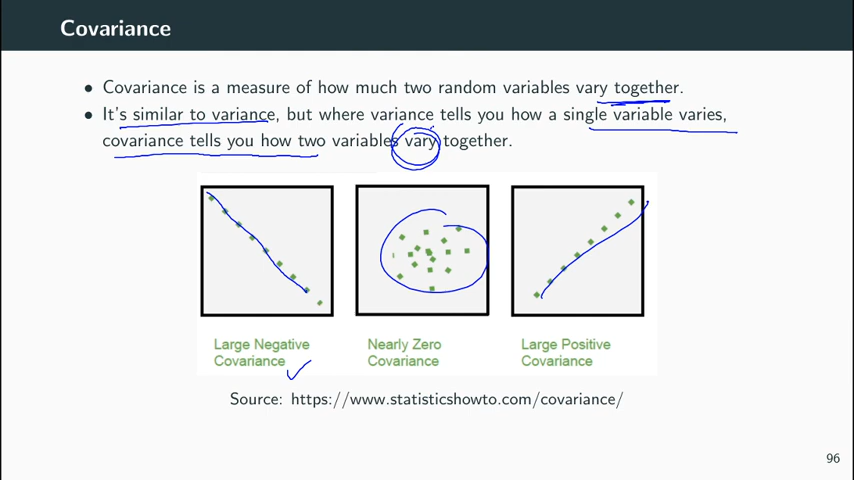 Covariance
• Covariance is a measure of how much two random variables vary together.
• It's similar to variance, but where variance tells you how a single variable varies,
covariance tells you how two variables vary together.
Large Negative
Covariance
Nearly Zero
Covariance
Large Positive
Covariance
Source: https://www.statisticshowto.com/covariance/
96